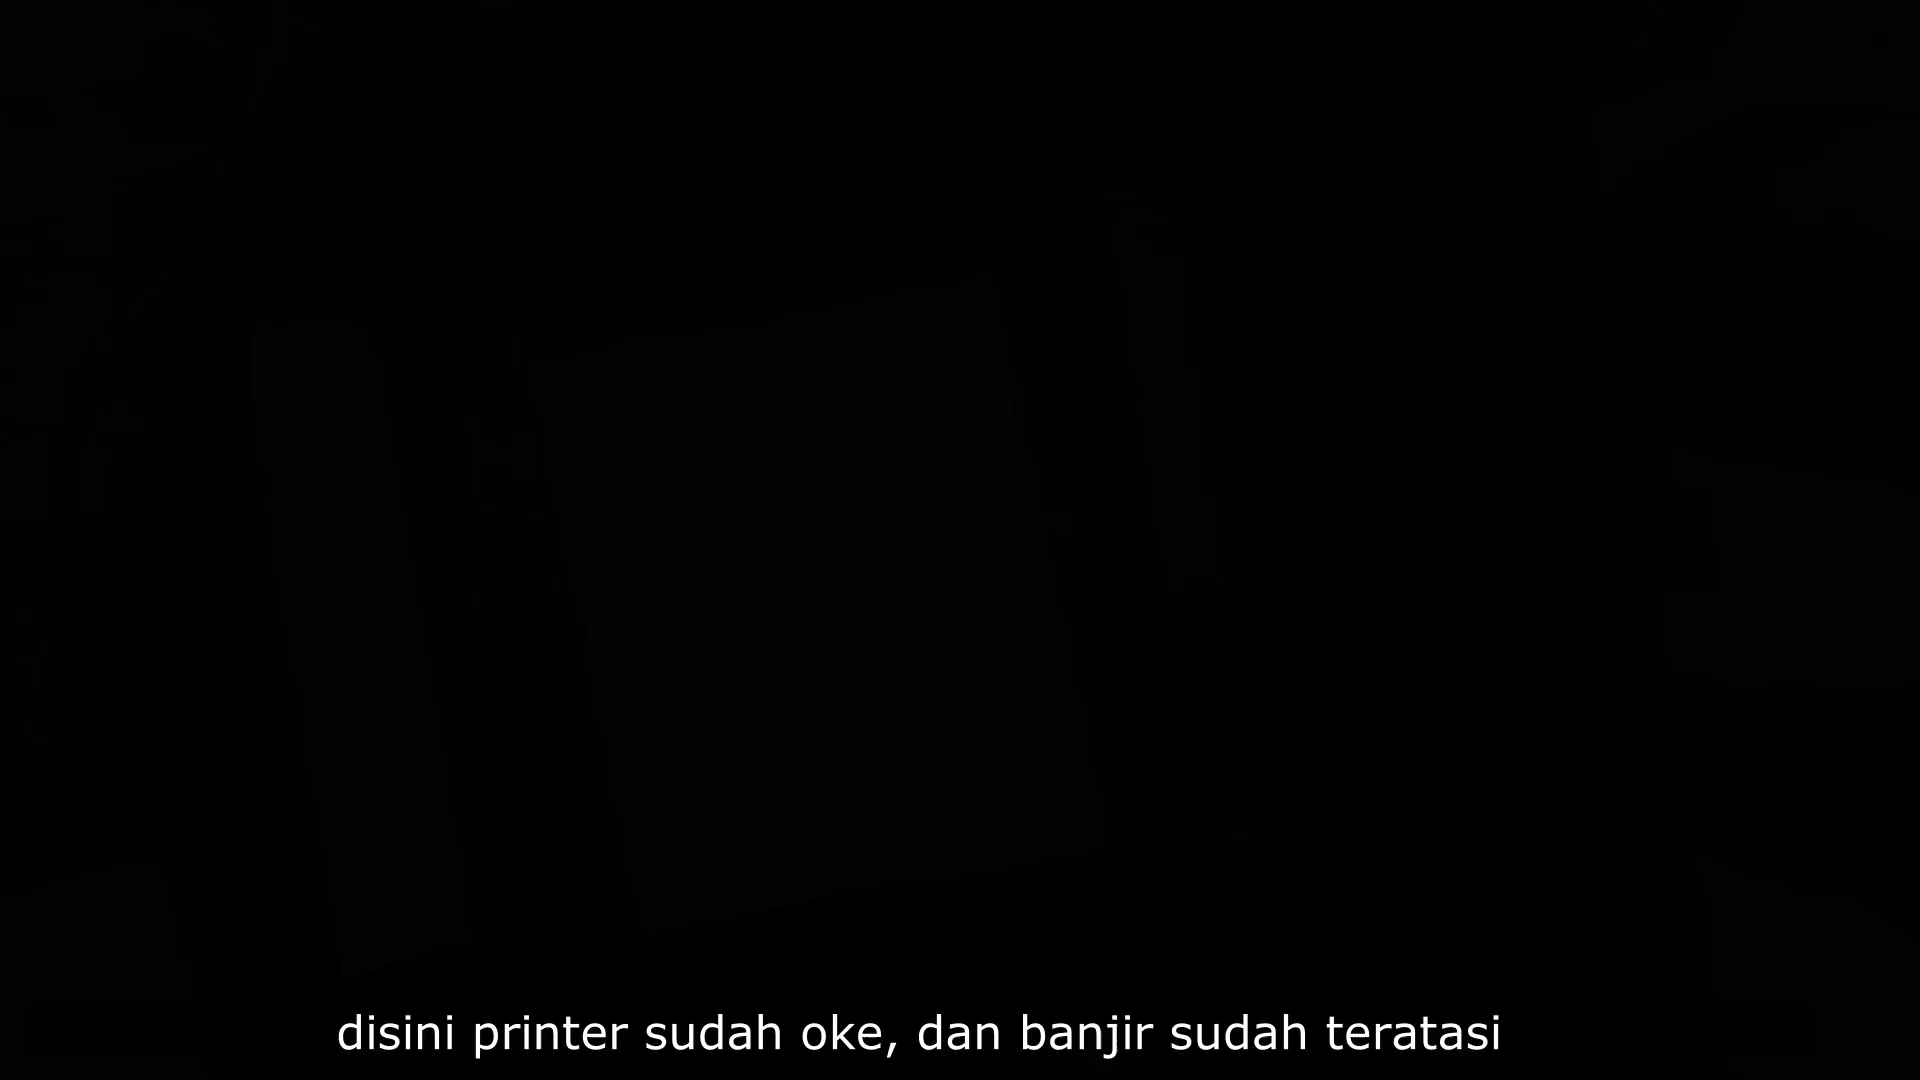 disini printer sudah oke, dan banjir sudah teratasi